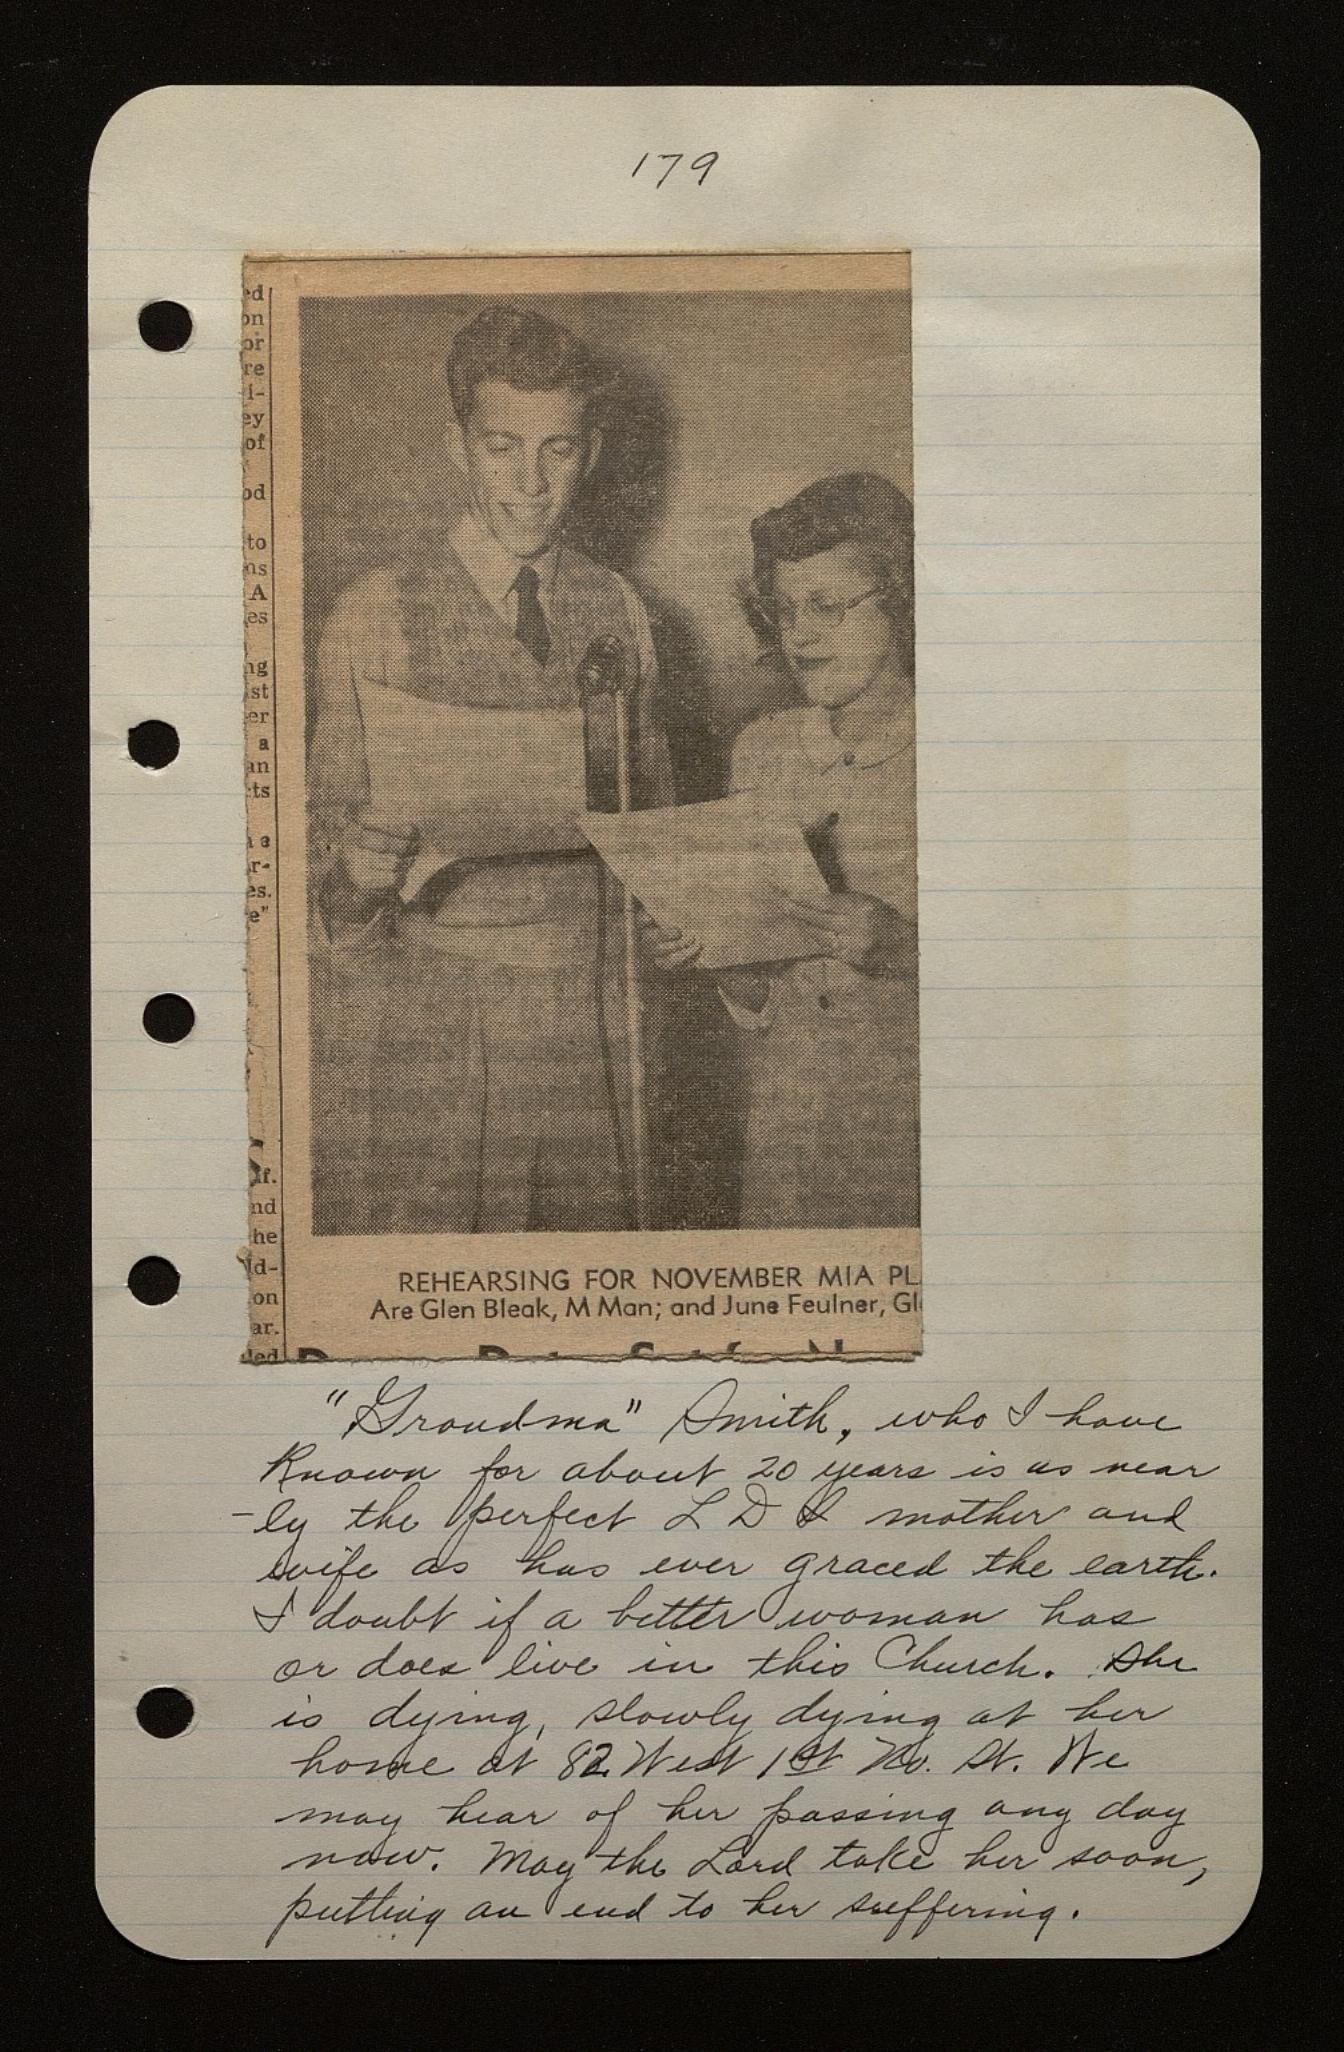 179
ed
on
or
re
i-
ey
of
od
to
ns
A
es
ng
st
er
a
an
cts
e
r-
es.
e"
if.
nd
he
ld-
on
ar.
led
REHEARSING FOR NOVEMBER MIA PL
Are Glen Bleak, M Man; and June Feulner, Gl
"Grandma" Smith, who I have
known for about 20 years is as near
-ly the perfect L D S mother and
wife as has ever graced the earth.
I doubt if a better woman has
or does live in this Church. She
is dying, slowly dying at her
home at 82 West 1st No. St. We
may hear of her passing any day
now. May the Lord take her soon,
putting an end to her suffering.